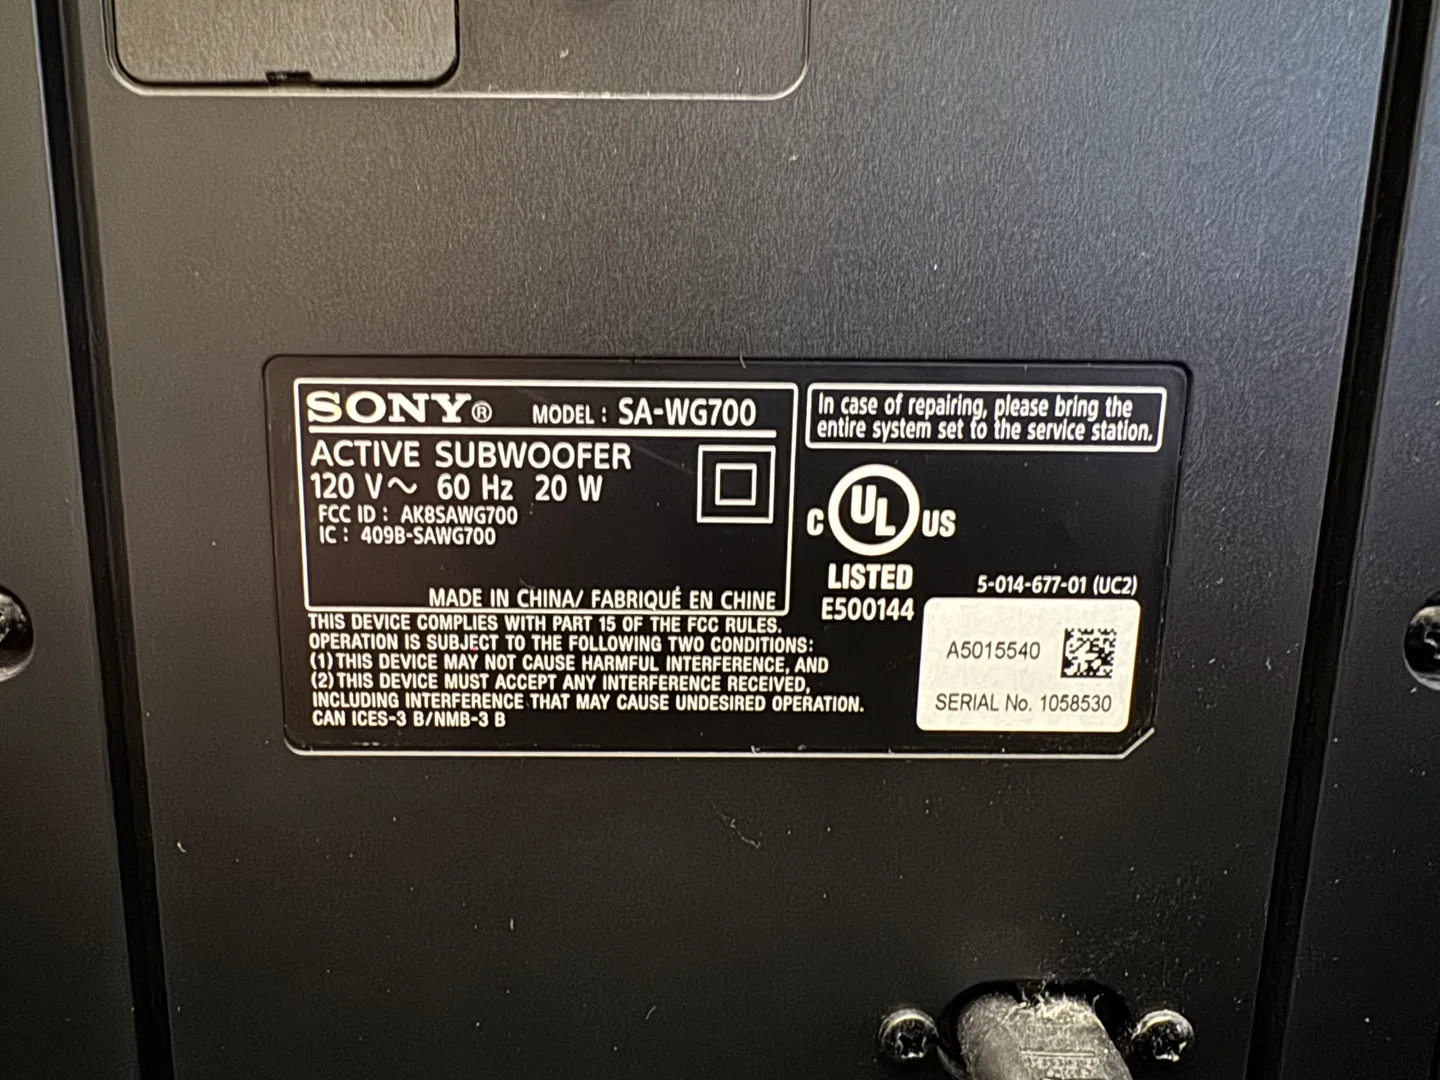 SONY® MODEL : SA-WG700
ACTIVE SUBWOOFER
120 V～ 60 Hz 20 W
FCC ID : AK8SAWG700
IC : 409B-SAWG700
MADE IN CHINA/ FABRIQUÉ EN CHINE
THIS DEVICE COMPLIES WITH PART 15 OF THE FCC RULES.
OPERATION IS SUBJECT TO THE FOLLOWING TWO CONDITIONS:
(1) THIS DEVICE MAY NOT CAUSE HARMFUL INTERFERENCE, AND
(2) THIS DEVICE MUST ACCEPT ANY INTERFERENCE RECEIVED,
INCLUDING INTERFERENCE THAT MAY CAUSE UNDESIRED OPERATION.
CAN ICES-3 B/NMB-3 B
In case of repairing, please bring the
entire system set to the service station.
C UL US
LISTED
E500144
5-014-677-01 (UC2)
A5015540
SERIAL No. 1058530